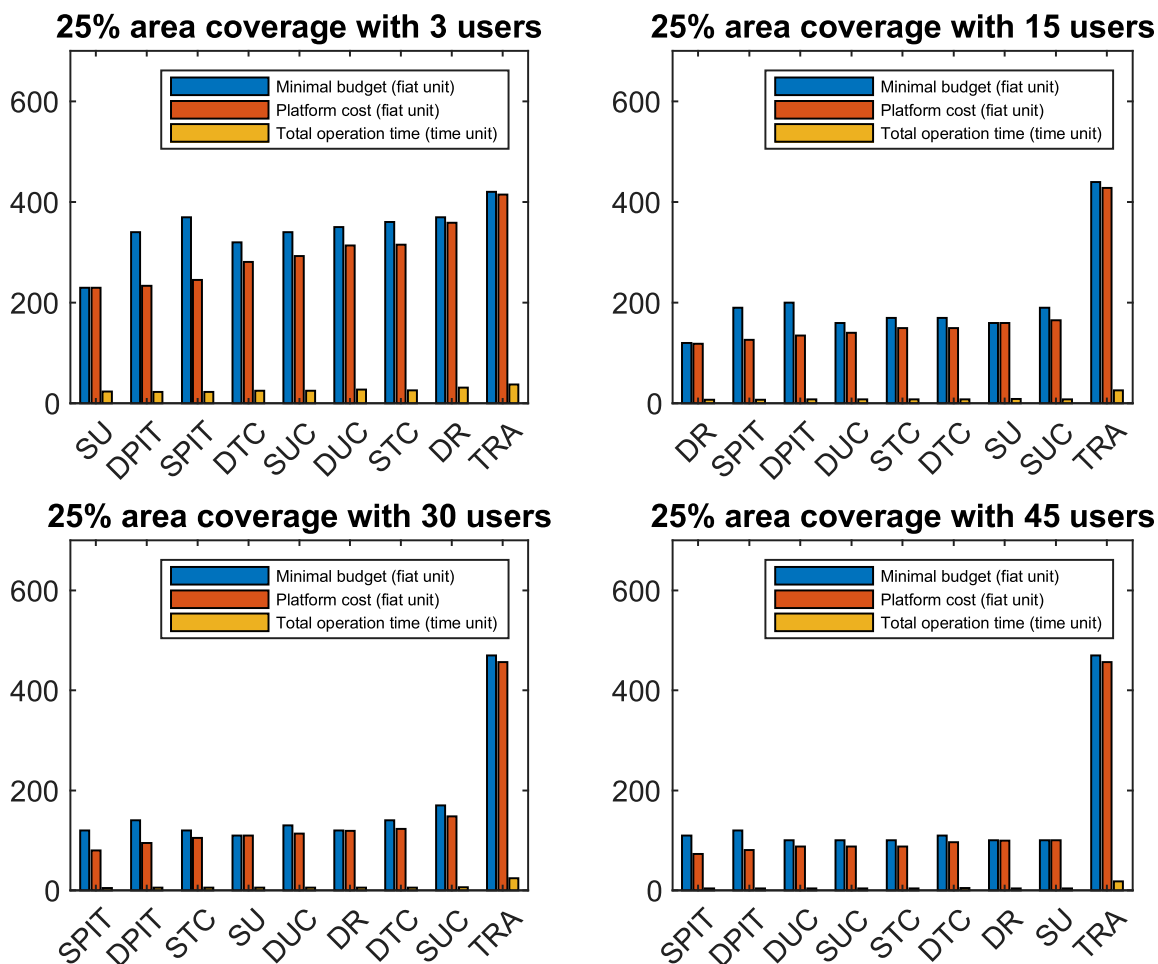 25% area coverage with 3 users
Minimal budget (fiat unit)
Platform cost (fiat unit)
Total operation time (time unit)
600
400
200
0
SU DPIT SPIT DTC SUC DUC STC DR TRA
25% area coverage with 15 users
Minimal budget (fiat unit)
Platform cost (fiat unit)
Total operation time (time unit)
600
400
200
0
DR SPIT DPIT DUC STC DTC SU SUC TRA
25% area coverage with 30 users
Minimal budget (fiat unit)
Platform cost (fiat unit)
Total operation time (time unit)
600
400
200
0
SPIT DPIT STC SU DUC DR DTC SUC TRA
25% area coverage with 45 users
Minimal budget (fiat unit)
Platform cost (fiat unit)
Total operation time (time unit)
600
400
200
0
SPIT DPIT DUC SUC STC DTC DR SU TRA